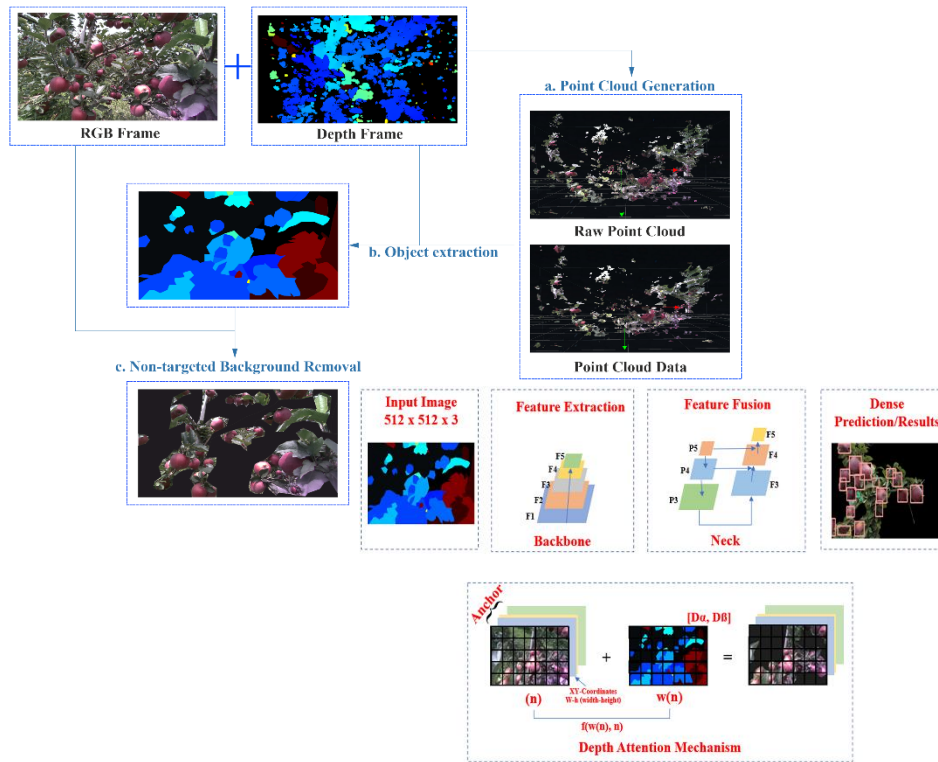 RGB Frame
Depth Frame
a. Point Cloud Generation
Raw Point Cloud
b. Object extraction
Point Cloud Data
c. Non-targeted Background Removal
Input Image
512 x 512 x 3
Feature Extraction
F5
F4
F3
F2
F1
Backbone
Feature Fusion
F5
P5
F4
P4
F3
P3
Neck
Dense
Prediction/Results
Anchor
{
[Dα, Dβ]
+
=
XY-Coordinates
W-h (width-height)
(n)
w(n)
f(w(n), n)
Depth Attention Mechanism